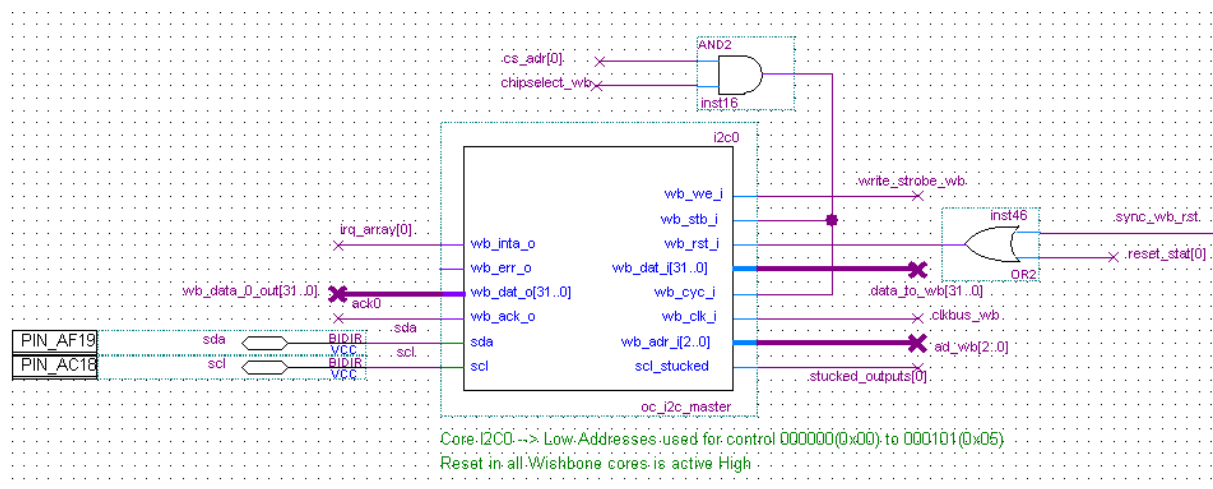 AND2
cs_adr[0]
chipselect_wb
inst16
i2c0
wb_we_i
write_strobe_wb
wb_stb_i
inst46
sync_wb_rst
irq_array[0]
wb_inta_o
wb_rst_i
reset_stat[0]
wb_err_o
wb_dat_i[31..0]
OR2
wb_data_0_out[31..0]
wb_dat_o[31..0]
wb_cyc_i
data_to_wb[31..0]
ack0
wb_ack_o
wb_clk_i
clkbus_wb
sda
PIN_AF19
sda
BIDIR
VCC
sda
wb_adr_i[2..0]
ad_wb[2..0]
scl
PIN_AC18
scl
BIDIR
VCC
scl
scl_stucked
stucked_outputs[0]
oc_i2c_master
Core I2C0 --> Low Addresses used for control 000000(0x00) to 000101(0x05)
Reset in all Wishbone cores is active High